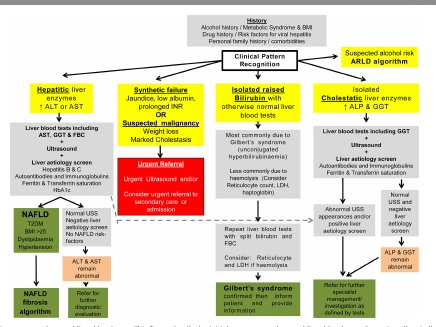 History
Alcohol history / Metabolic Syndrome & BMI
Drug history / Risk factors for viral hepatitis
Personal family history / comorbidities
Clinical Pattern
Recognition
Suspected alcohol risk
ARLD algorithm
Hepatitic liver
enzymes
↑ ALT or AST
Synthetic failure
Jaundice, low albumin,
prolonged INR
OR
Suspected malignancy
Weight loss
Marked Cholestasis
Isolated raised
Bilirubin with
otherwise normal liver
blood tests
Isolated
Cholestatic liver enzymes
↑ ALP & GGT
Liver blood tests including
AST, GGT & FBC
+
Ultrasound
+
Liver aetiology screen
Hepatitis B & C
Autoantibodies and Immunoglobulins
Ferritin & Transferrin saturation
HbA1c
Urgent Referral
Urgent Ultrasound and/or
Consider urgent referral to
secondary care or
admission
Most commonly due to
Gilbert's syndrome
(unconjugated
hyperbilirubinaemia)
Less commonly due to
haemolysis (Consider
Reticulocyte count, LDH,
haptoglobin)
Liver blood tests including GGT
+
Ultrasound
+
Liver aetiology screen
Autoantibodies and Immunoglobulins
Ferritin & Transferrin saturation
NAFLD
T2DM
BMI >25
Dyslipidaemia
Hypertension
Normal USS
Negative liver
aetiology screen
No NAFLD risk-
factors
ALT & AST
remain
abnormal
NAFLD
fibrosis
algorithm
Refer for
further
diagnostic
evaluation
Repeat liver blood tests
with split bilirubin and
FBC
Consider: Reticulocyte
and LDH if haemolysis
Gilbert's syndrome
confirmed then inform
patient and provide
information
Abnormal USS
appearances and/or
positive liver
aetiology screen
Normal
USS and
negative
liver
aetiology
screen
ALP & GGT
remain
abnormal
Refer for further
specialist
management/
investigation as
defined by tests